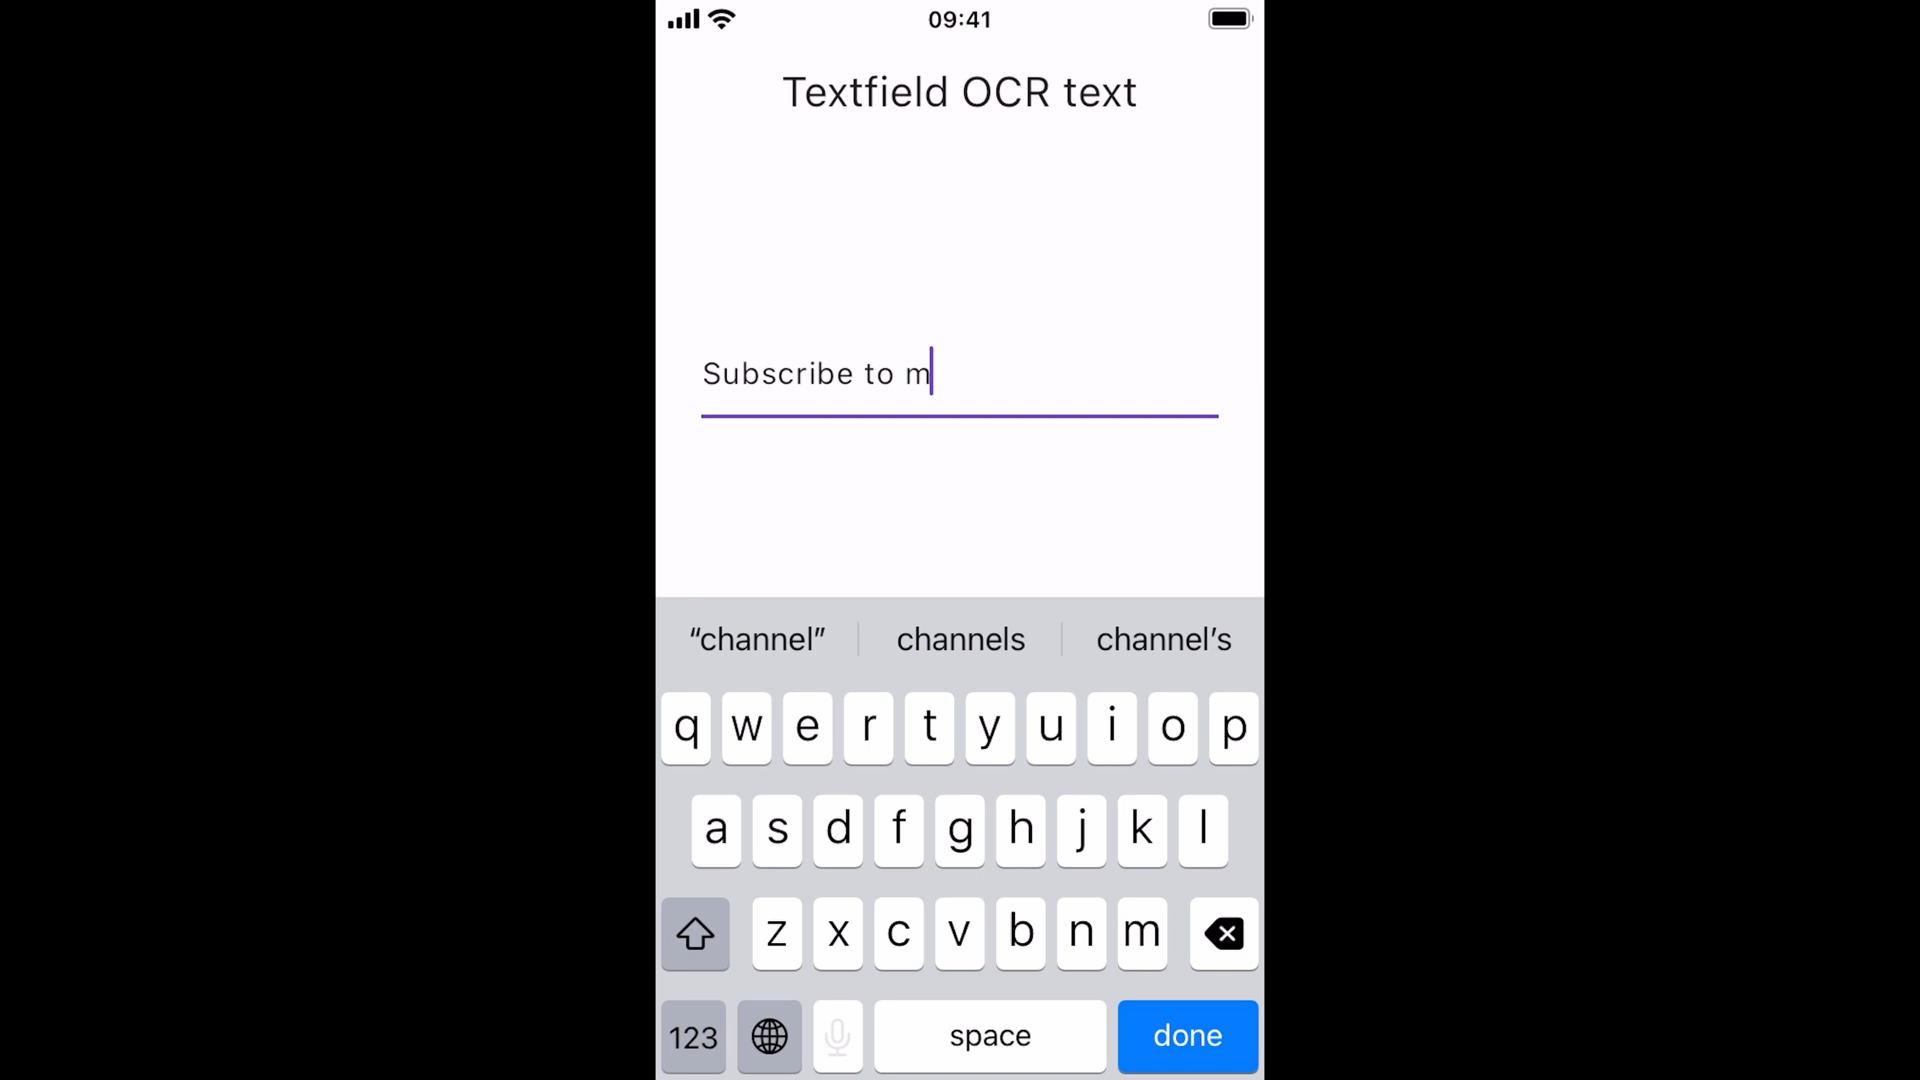 09:41
Textfield OCR text
Subscribe to m
“channel” channels channel’s
q w e r t y u i o p
a s d f g h j k l
z x c v b n m
123 space done